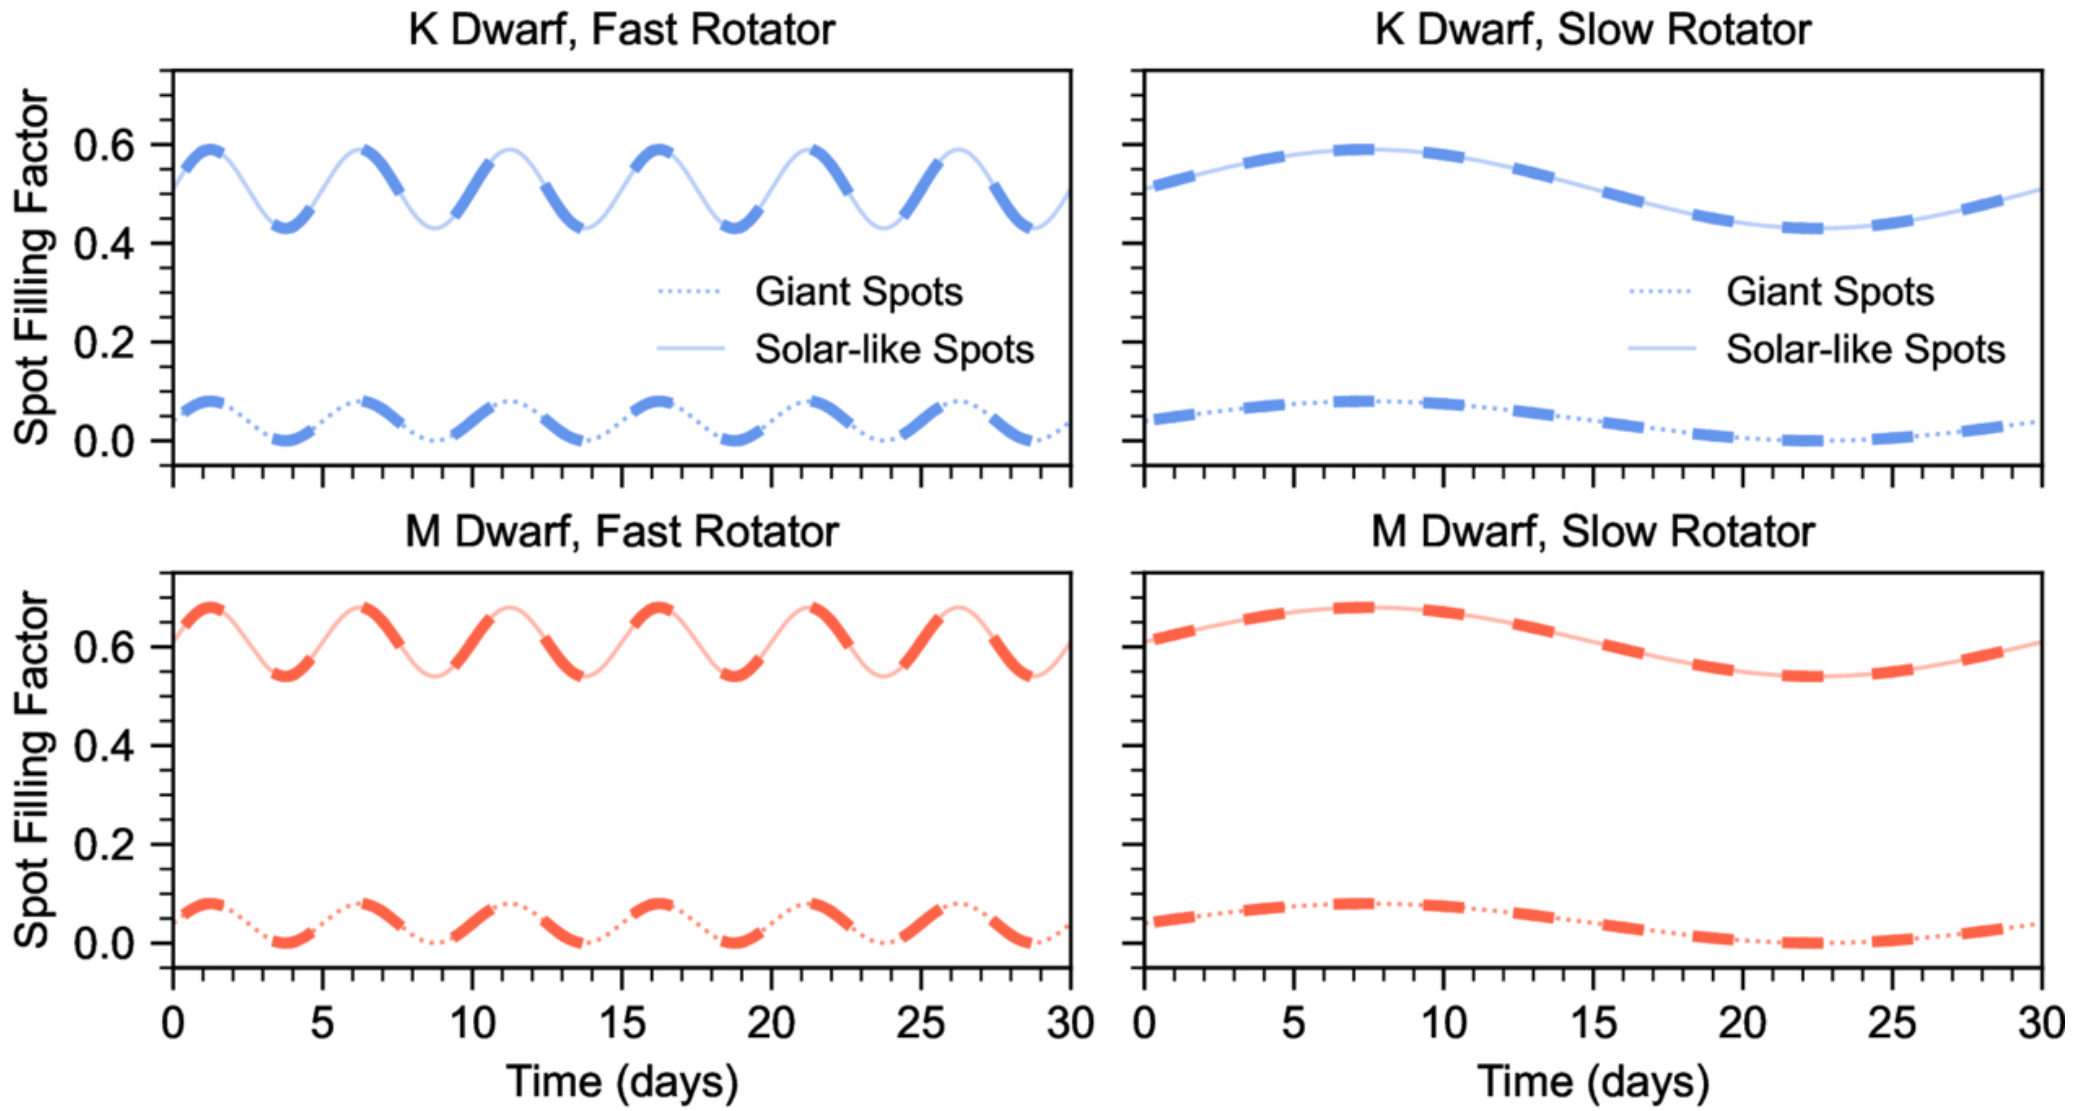 K Dwarf, Fast Rotator
K Dwarf, Slow Rotator
Spot Filling Factor
0.6
0.4
0.2
0.0
Giant Spots
Solar-like Spots
Giant Spots
Solar-like Spots
M Dwarf, Fast Rotator
M Dwarf, Slow Rotator
Spot Filling Factor
0.6
0.4
0.2
0.0
0 5 10 15 20 25 30
0 5 10 15 20 25 30
Time (days)
Time (days)